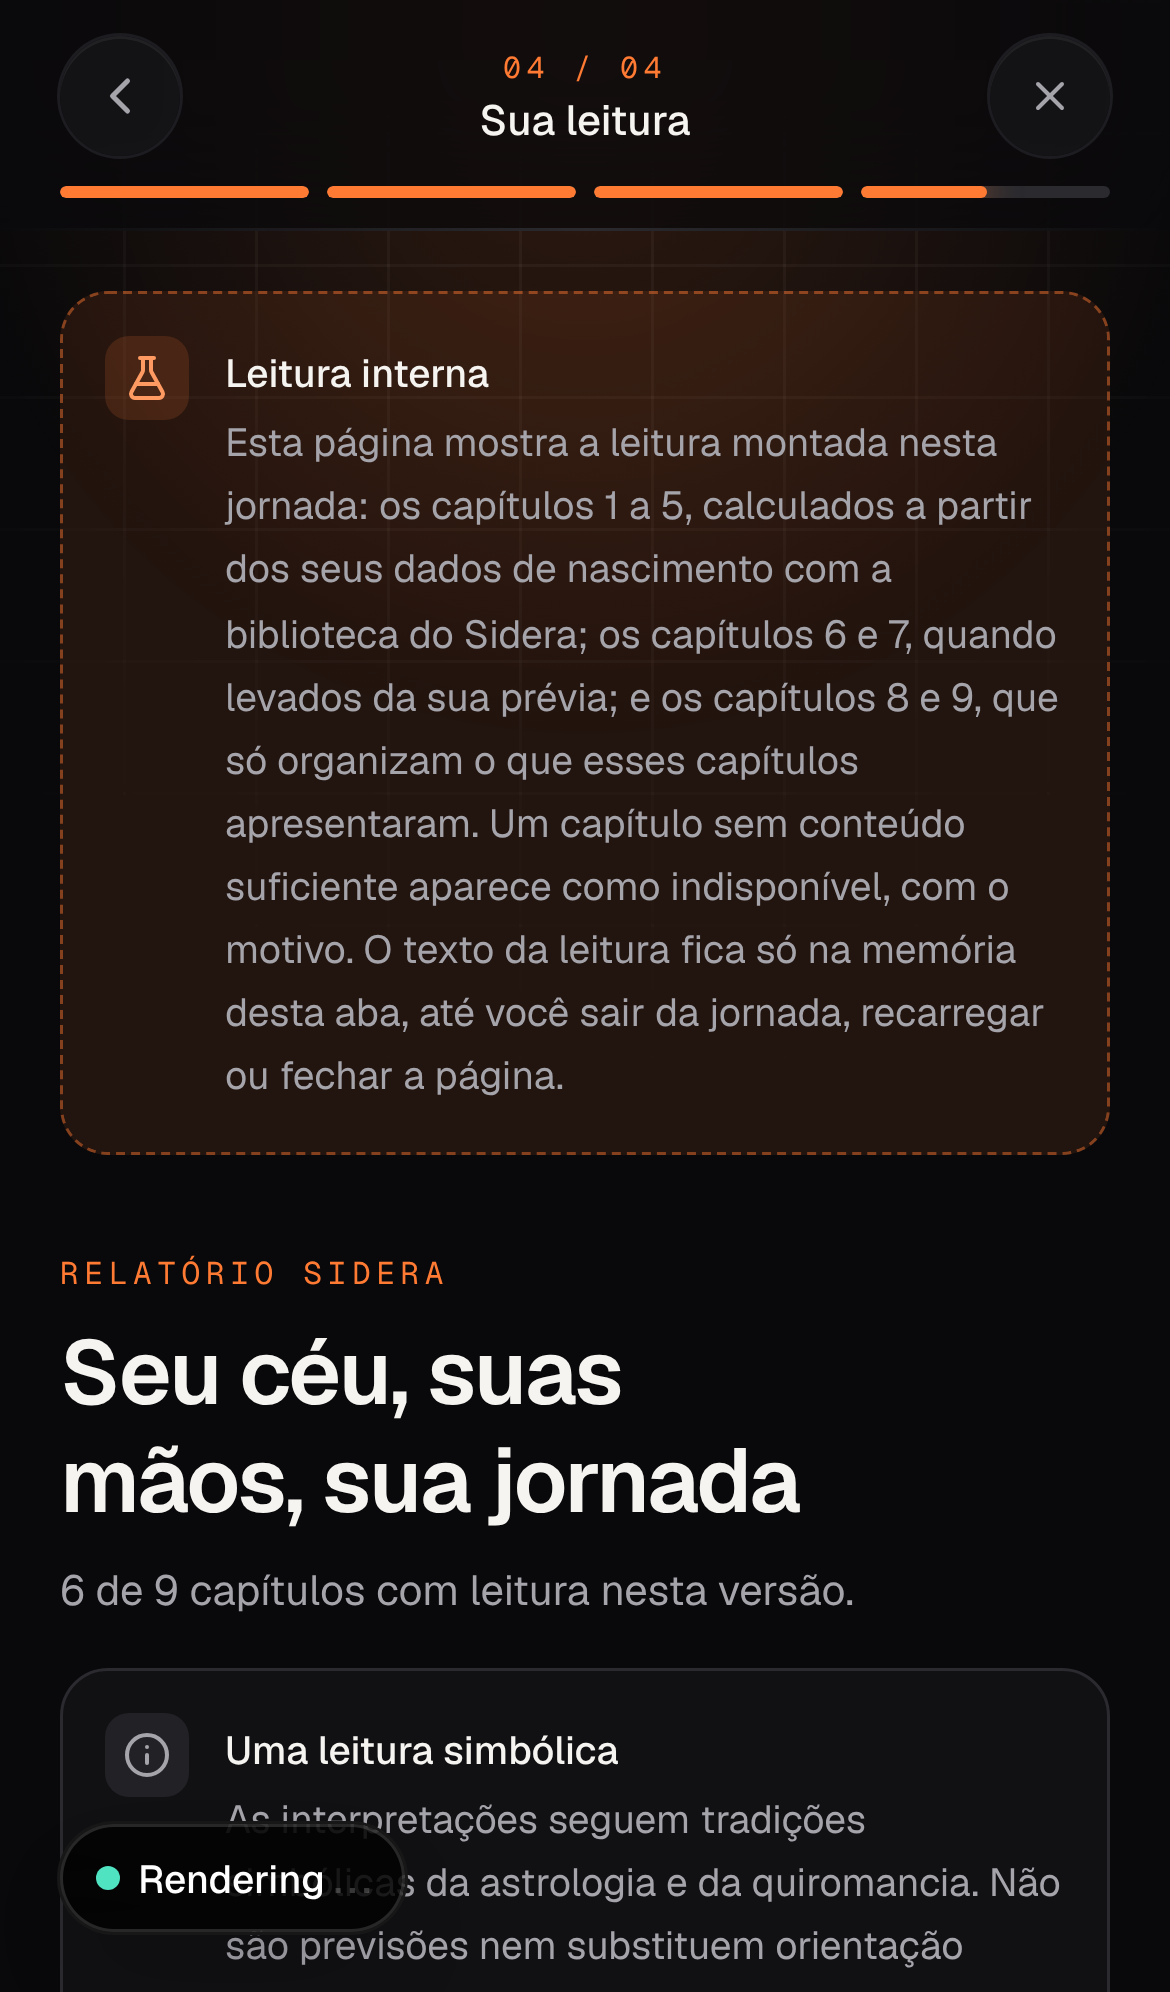 04 / 04
Sua leitura
Leitura interna
Esta página mostra a leitura montada nesta
jornada: os capítulos 1 a 5, calculados a partir
dos seus dados de nascimento com a
biblioteca do Sidera; os capítulos 6 e 7, quando
levados da sua prévia; e os capítulos 8 e 9, que
só organizam o que esses capítulos
apresentaram. Um capítulo sem conteúdo
suficiente aparece como indisponível, com o
motivo. O texto da leitura fica só na memória
desta aba, até você sair da jornada, recarregar
ou fechar a página.
RELATÓRIO SIDERA
Seu céu, suas
mãos, sua jornada
6 de 9 capítulos com leitura nesta versão.
Uma leitura simbólica
As interpretações seguem tradições
Rendering...
da astrologia e da quiromancia. Não
são previsões nem substituem orientação